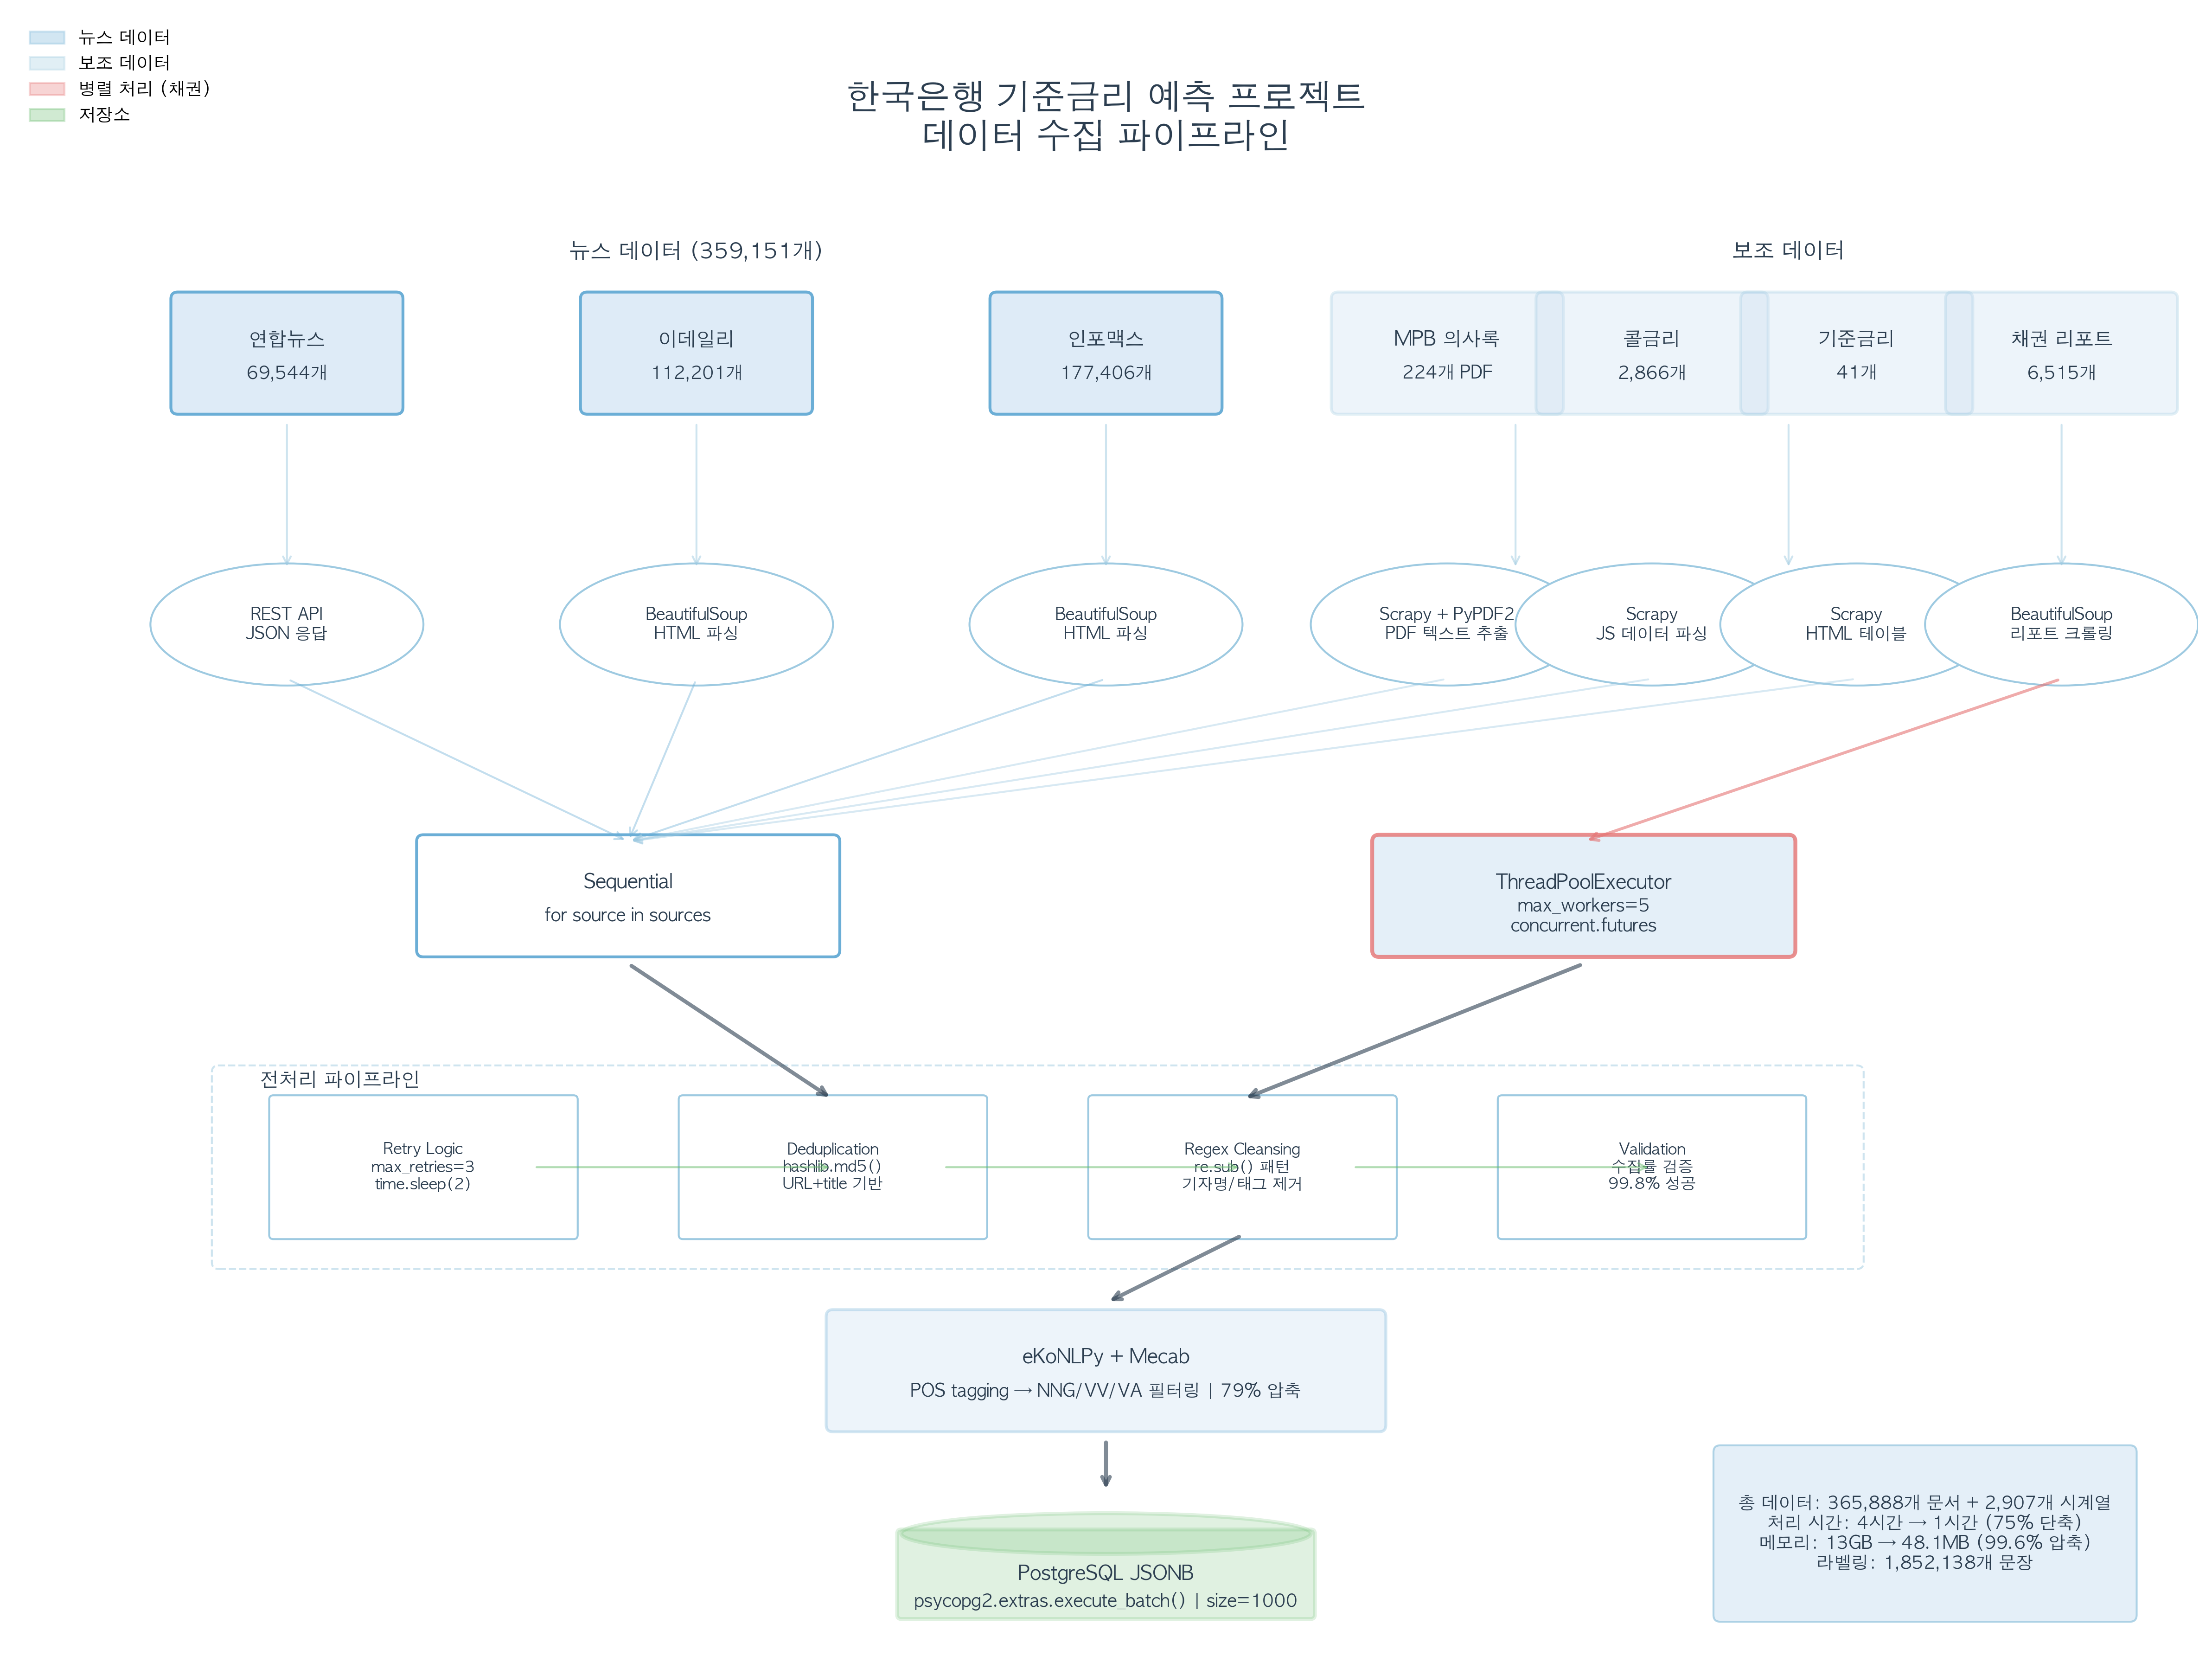 뉴스 데이터
보조 데이터
병렬 처리 (채권)
저장소
한국은행 기준금리 예측 프로젝트
데이터 수집 파이프라인
뉴스 데이터 (359,151개)
보조 데이터
연합뉴스
69,544개
이데일리
112,201개
인포맥스
177,406개
MPB 의사록
224개 PDF
콜금리
2,866개
기준금리
41개
채권 리포트
6,515개
REST API
JSON 응답
BeautifulSoup
HTML 파싱
BeautifulSoup
HTML 파싱
Scrapy + PyPDF2
PDF 텍스트 추출
Scrapy
JS 데이터 파싱
Scrapy
HTML 테이블
BeautifulSoup
리포트 크롤링
Sequential
for source in sources
ThreadPoolExecutor
max_workers=5
concurrent.futures
전처리 파이프라인
Retry Logic
max_retries=3
time.sleep(2)
Deduplication
hashlib.md5()
URL+title 기반
Regex Cleansing
re.sub() 패턴
기자명/태그 제거
Validation
수집률 검증
99.8% 성공
eKoNLPy + Mecab
POS tagging → NNG/VV/VA 필터링 | 79% 압축
PostgreSQL JSONB
psycopg2.extras.execute_batch() | size=1000
총 데이터: 365,888개 문서 + 2,907개 시계열
처리 시간: 4시간 → 1시간 (75% 단축)
메모리: 13GB → 48.1MB (99.6% 압축)
라벨링: 1,852,138개 문장